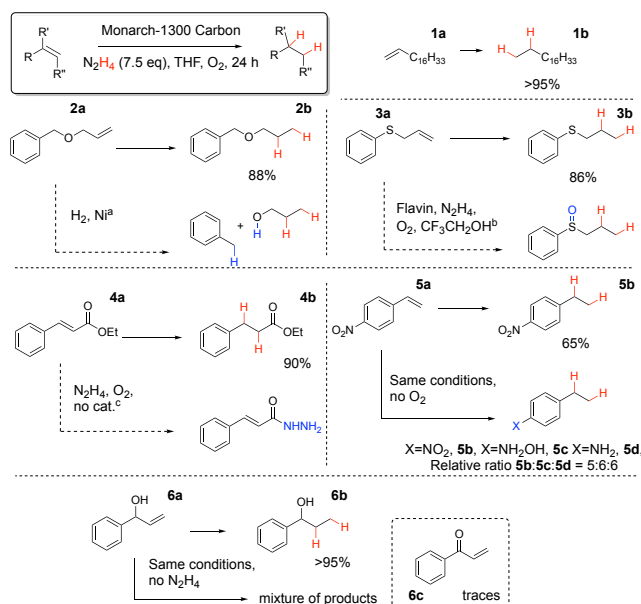 Monarch-1300 Carbon
N₂H₄ (7.5 eq), THF, O₂, 24 h
R'
R
R"
R'
H
H
R
R"
1a
C₁₆H₃₃
1b
H
H
C₁₆H₃₃
>95%
2a
O
2b
O
H
H
88%
H₂, Niᵃ
H
+
O
H
H
H
3a
S
3b
S
H
H
86%
Flavin, N₂H₄,
O₂, CF₃CH₂OHᵇ
O
S
H
H
4a
O
OEt
4b
H
O
OEt
H
90%
N₂H₄, O₂,
no cat.ᶜ
O
NHNH₂
5a
NO₂
5b
H
H
NO₂
65%
Same conditions,
no O₂
H
H
X
X=NO₂, 5b, X=NHOH, 5c X=NH₂, 5d,
Relative ratio 5b:5c:5d = 5:6:6
6a
OH
6b
OH
H
H
>95%
Same conditions,
no N₂H₄
mixture of products
O
6c
traces